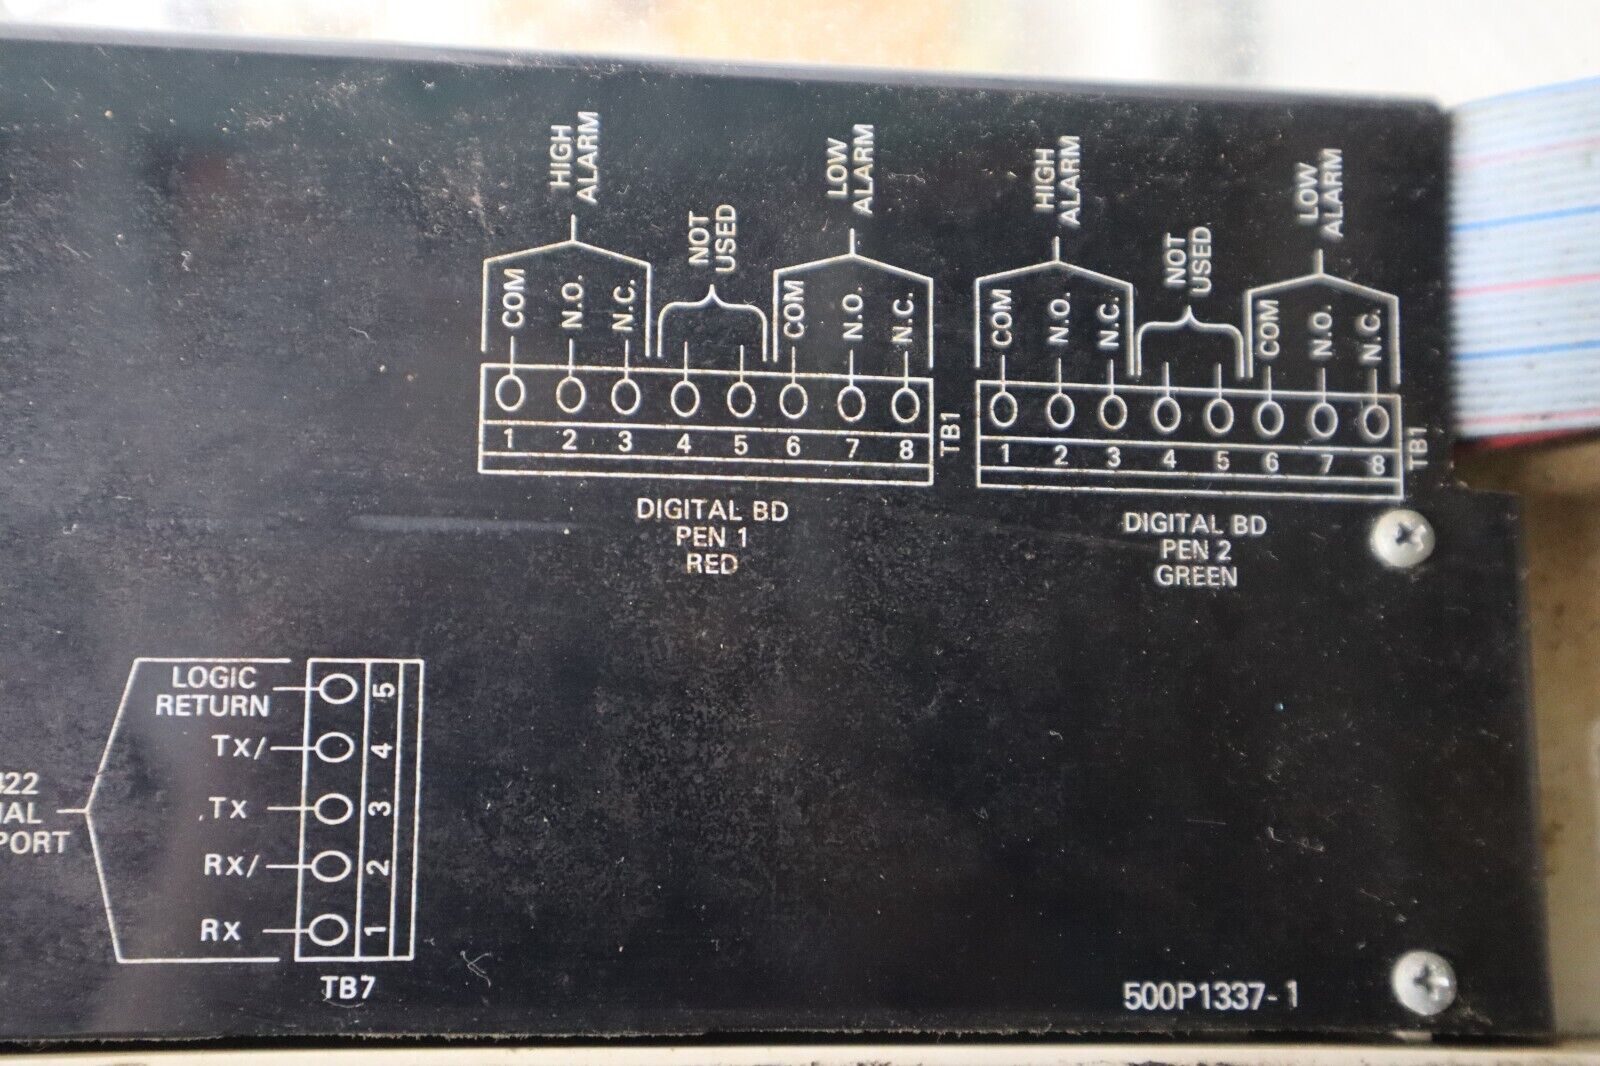 HIGH
ALARM
NOT
USED
LOW
ALARM
COM
N.O.
N.C.
COM
N.O.
N.C.
1 2 3 4 5 6 7 8
TB1
DIGITAL BD
PEN 1
RED
HIGH
ALARM
NOT
USED
LOW
ALARM
COM
N.O.
N.C.
COM
N.O.
N.C.
1 2 3 4 5 6 7 8
TB1
DIGITAL BD
PEN 2
GREEN
422
PORT
LOGIC
RETURN
5
TX/
4
TX
3
RX/
2
RX
1
TB7
500P1337-1